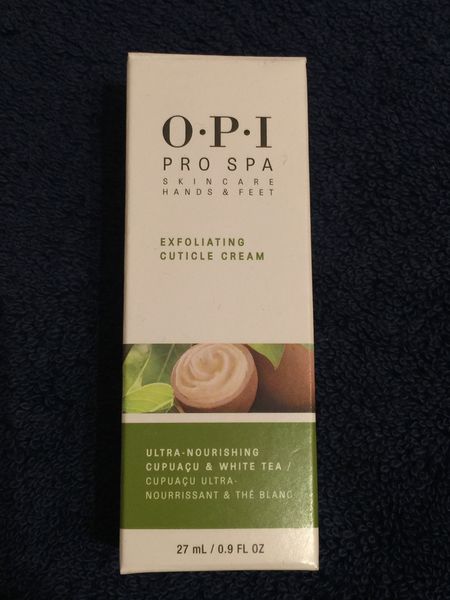 O·P·I
PRO SPA
SKINCARE
HANDS & FEET
EXFOLIATING
CUTICLE CREAM
ULTRA-NOURISHING
CUPUAÇU & WHITE TEA /
CUPUAÇU ULTRA-
NOURRISSANT & THÉ BLANC
27 mL / 0.9 FL OZ